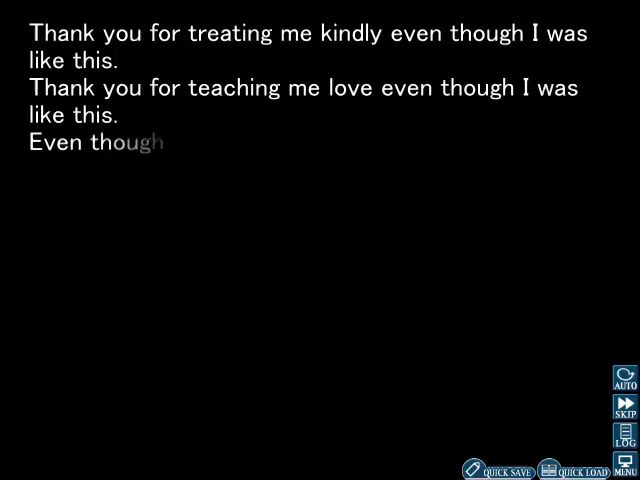 Thank you for treating me kindly even though I was
like this.
Thank you for teaching me love even though I was
like this.
Even though
AUTO
SKIP
LOG
MENU
QUICK SAVE
QUICK LOAD